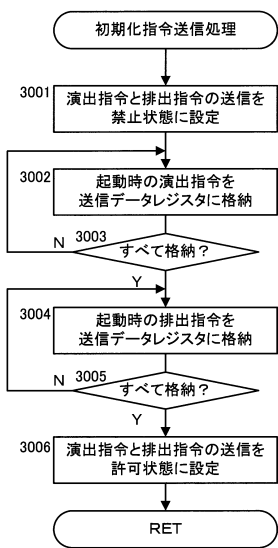 初期化指令送信処理
3001
演出指令と排出指令の送信を
禁止状態に設定
3002
起動時の演出指令を
送信データレジスタに格納
N
3003
すべて格納？
Y
3004
起動時の排出指令を
送信データレジスタに格納
N
3005
すべて格納？
Y
3006
演出指令と排出指令の送信を
許可状態に設定
RET